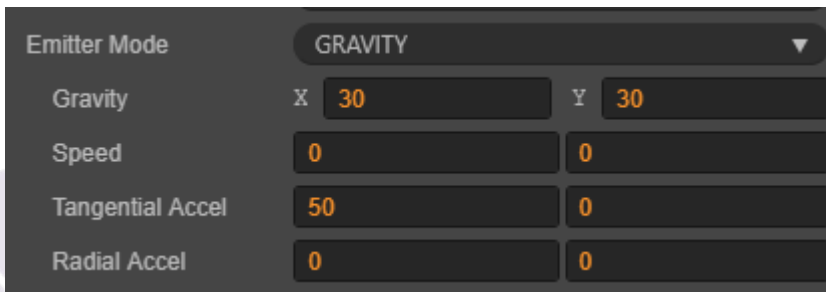 Emitter Mode GRAVITY
Gravity X 30 Y 30
Speed 0 0
Tangential Accel 50 0
Radial Accel 0 0